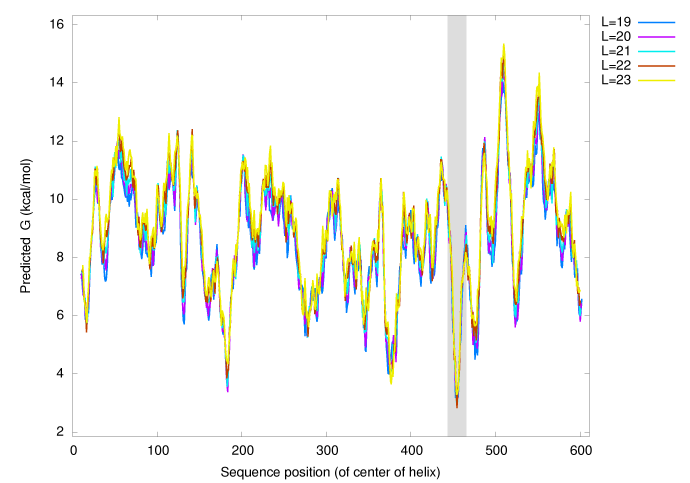 L=19
L=20
L=21
L=22
L=23
16
14
12
10
8
6
4
2
Predicted G (kcal/mol)
0 100 200 300 400 500 600
Sequence position (of center of helix)